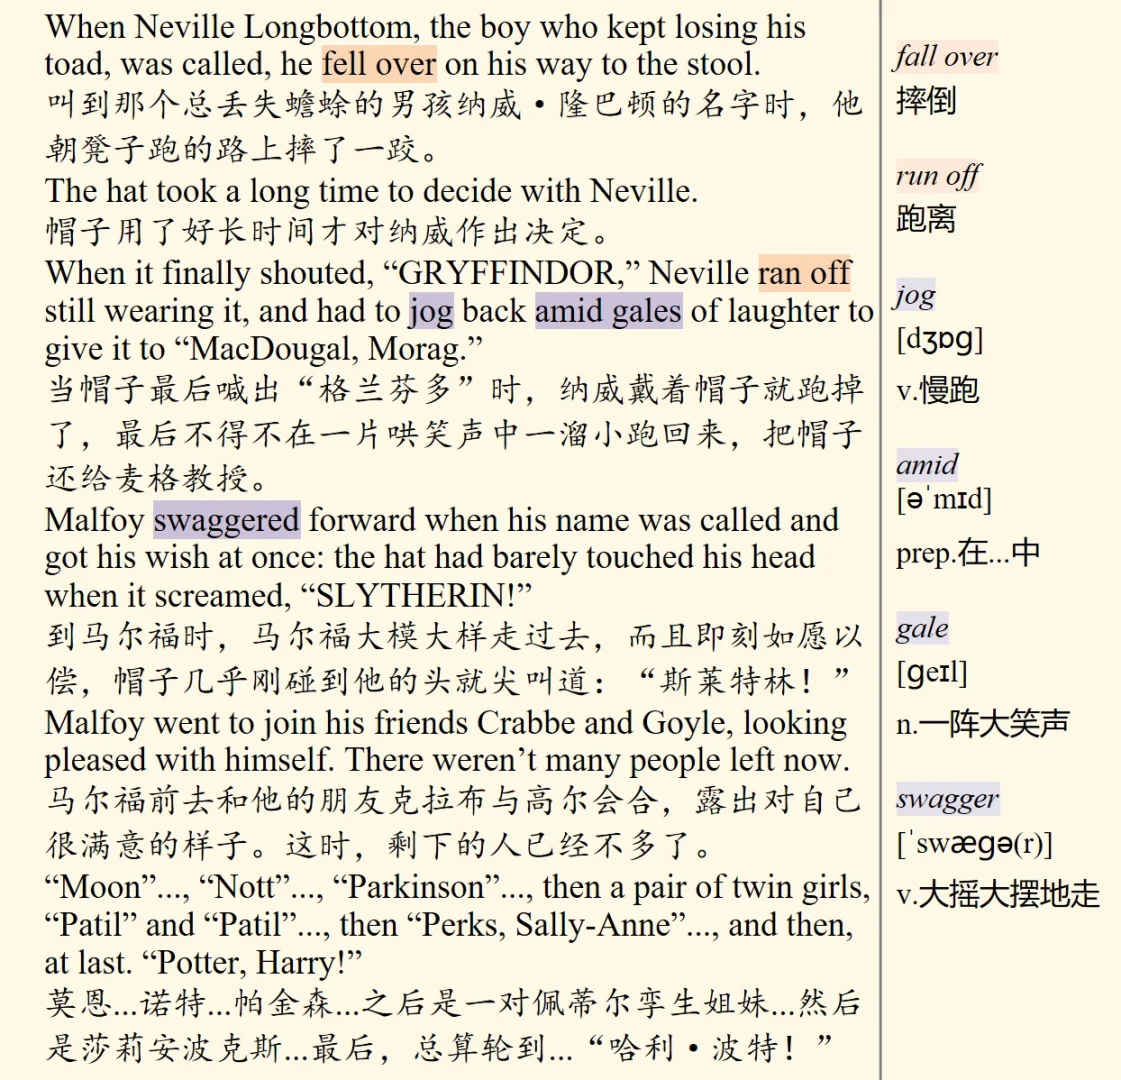 When Neville Longbottom, the boy who kept losing his
toad, was called, he fell over on his way to the stool.
叫到那个总丢失蟾蜍的男孩纳威·隆巴顿的名字时，他
朝凳子跑的路上摔了一跤。
The hat took a long time to decide with Neville.
帽子用了好长时间才对纳威作出决定。
When it finally shouted, “GRYFFINDOR,” Neville ran off
still wearing it, and had to jog back amid gales of laughter to
give it to “MacDougal, Morag.”
当帽子最后喊出“格兰芬多”时，纳威戴着帽子就跑掉
了，最后不得不在一片哄笑声中一溜小跑回来，把帽子
还给麦格教授。
Malfoy swaggered forward when his name was called and
got his wish at once: the hat had barely touched his head
when it screamed, “SLYTHERIN!”
到马尔福时，马尔福大模大样走过去，而且即刻如愿以
偿，帽子几乎刚碰到他的头就尖叫道：“斯莱特林！”
Malfoy went to join his friends Crabbe and Goyle, looking
pleased with himself. There weren’t many people left now.
马尔福前去和他的朋友克拉布与高尔会合，露出对自己
很满意的样子。这时，剩下的人已经不多了。
“Moon”..., “Nott”..., “Parkinson”..., then a pair of twin girls,
“Patil” and “Patil”..., then “Perks, Sally-Anne”..., and then,
at last. “Potter, Harry!”
莫恩...诺特...帕金森...之后是一对佩蒂尔孪生姐妹...然后
是莎莉安波克斯...最后，总算轮到...“哈利·波特！”
fall over
摔倒
run off
跑离
jog
[dʒɒɡ]
v.慢跑
amid
[əˈmɪd]
prep.在...中
gale
[ɡeɪl]
n.一阵大笑声
swagger
[ˈswæɡə(r)]
v.大摇大摆地走